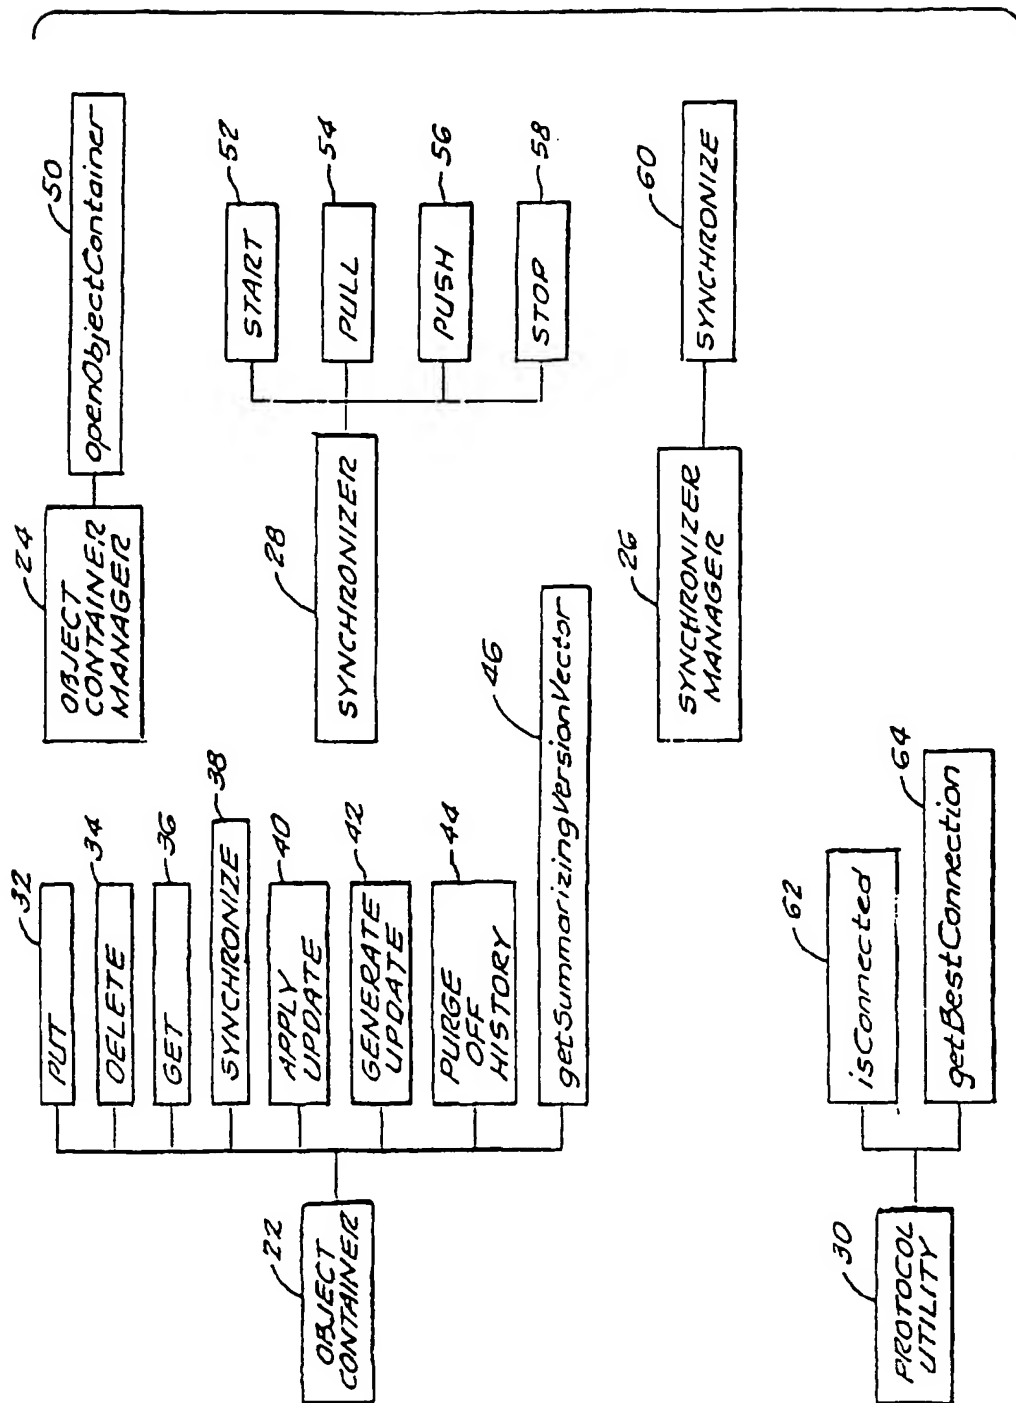 22
OBJECT
CONTAINER
32
PUT
34
DELETE
36
GET
38
SYNCHRONIZE
40
APPLY
UPDATE
42
GENERATE
UPDATE
44
PURGE
OFF
HISTORY
46
getSummarizingVersionVector
24
OBJECT
CONTAINER
MANAGER
50
openObjectContainer
28
SYNCHRONIZER
52
START
54
PULL
56
PUSH
58
STOP
26
SYNCHRONIZER
MANAGER
60
SYNCHRONIZE
30
PROTOCOL
UTILITY
62
isConnected
64
getBestConnection